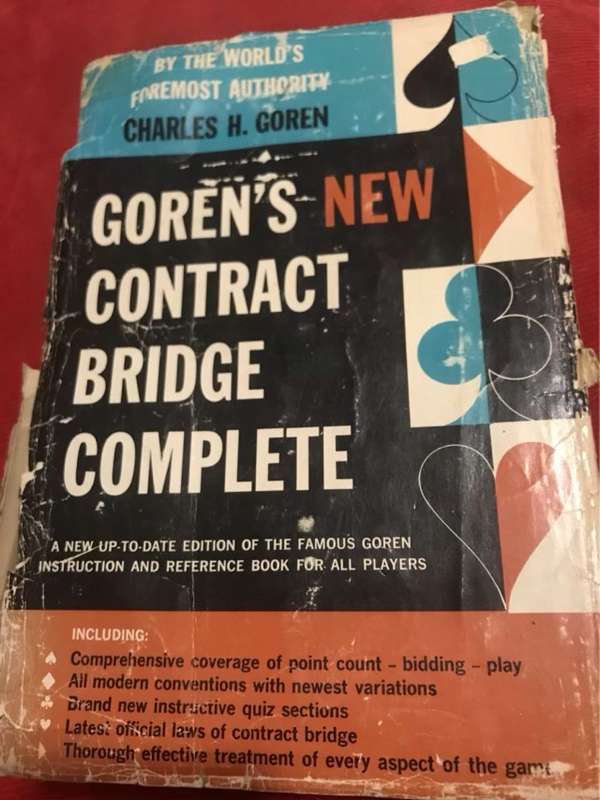 BY THE WORLD'S
FOREMOST AUTHORITY
CHARLES H. GOREN
GOREN'S NEW
CONTRACT
BRIDGE
COMPLETE
A NEW UP-TO-DATE EDITION OF THE FAMOUS GOREN
INSTRUCTION AND REFERENCE BOOK FOR ALL PLAYERS
INCLUDING:
♠ Comprehensive coverage of point count – bidding – play
♦ All modern conventions with newest variations
♣ Brand new instructive quiz sections
♥ Latest official laws of contract bridge
Thorough effective treatment of every aspect of the game